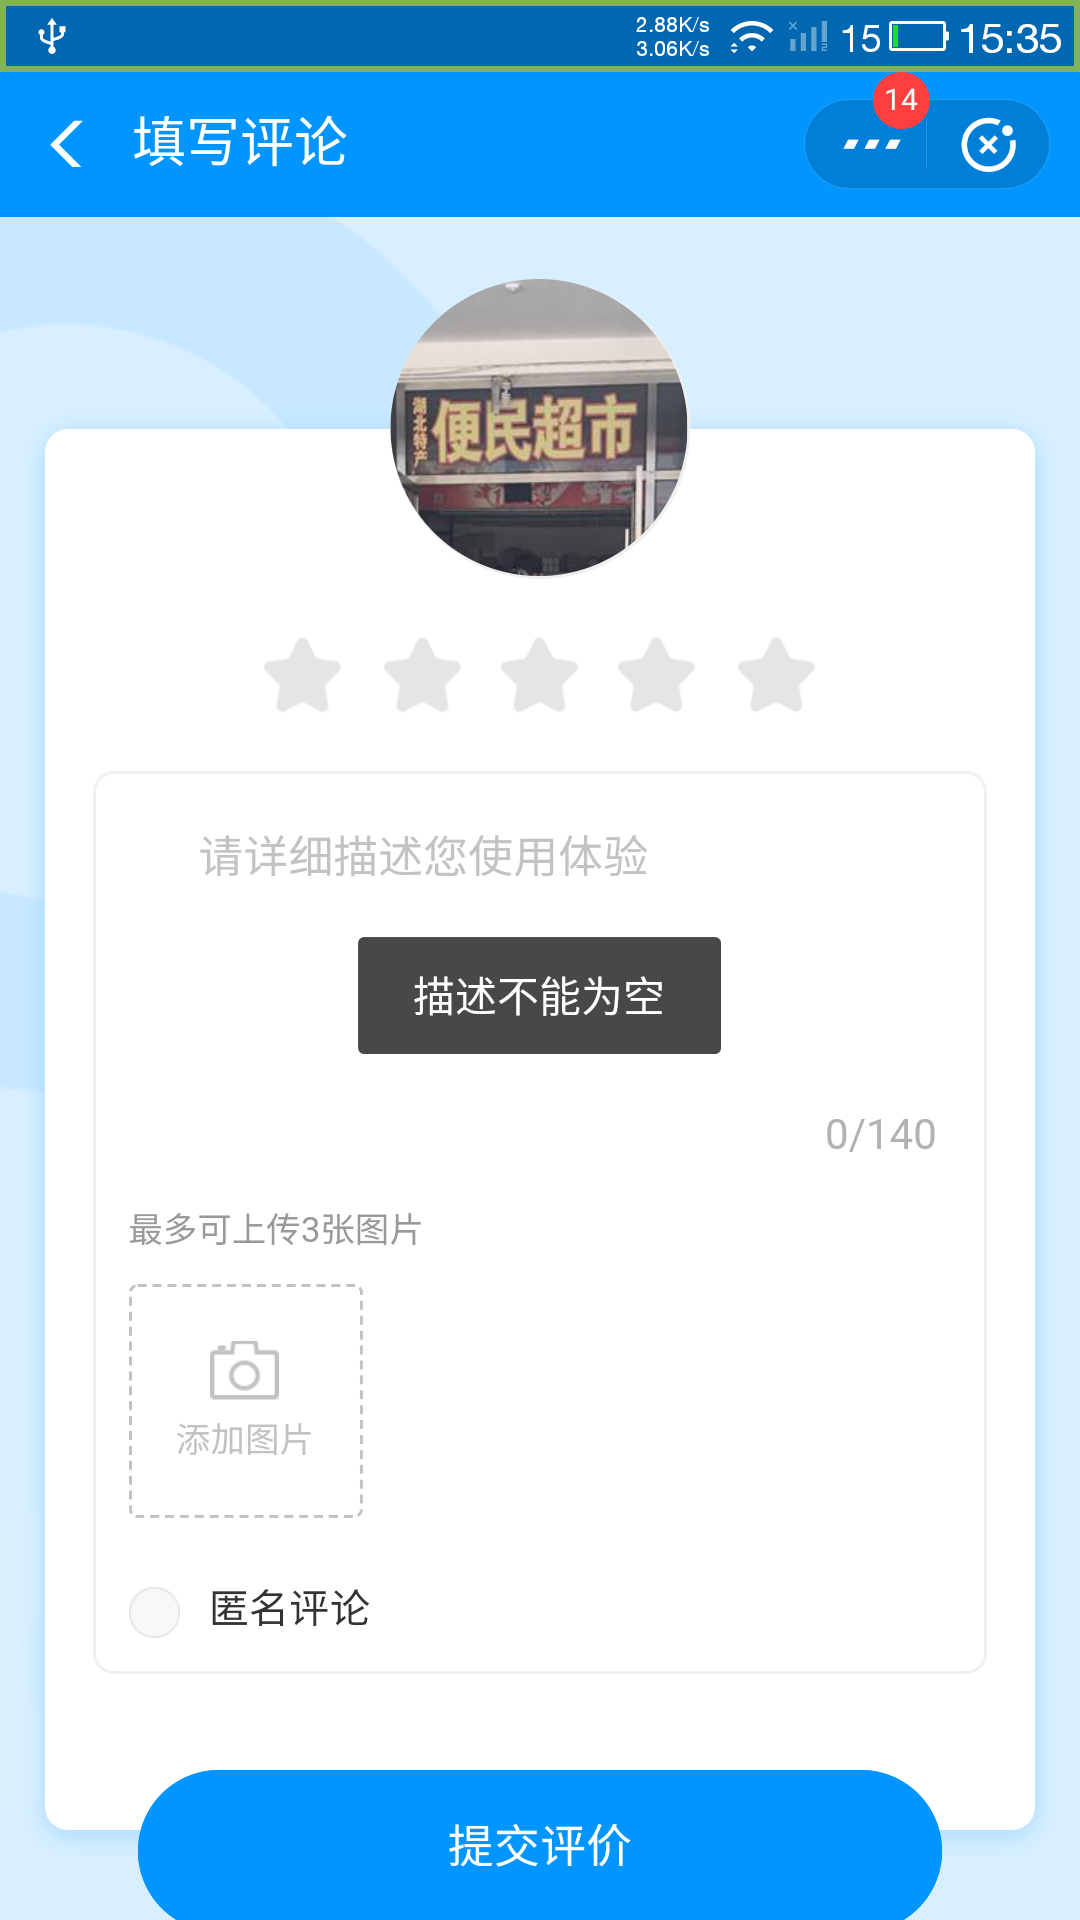 2.88K/s
3.06K/s
15
15:35
填写评论
14
湖北特产
便民超市
请详细描述您使用体验
描述不能为空
0/140
最多可上传3张图片
添加图片
匿名评论
提交评价